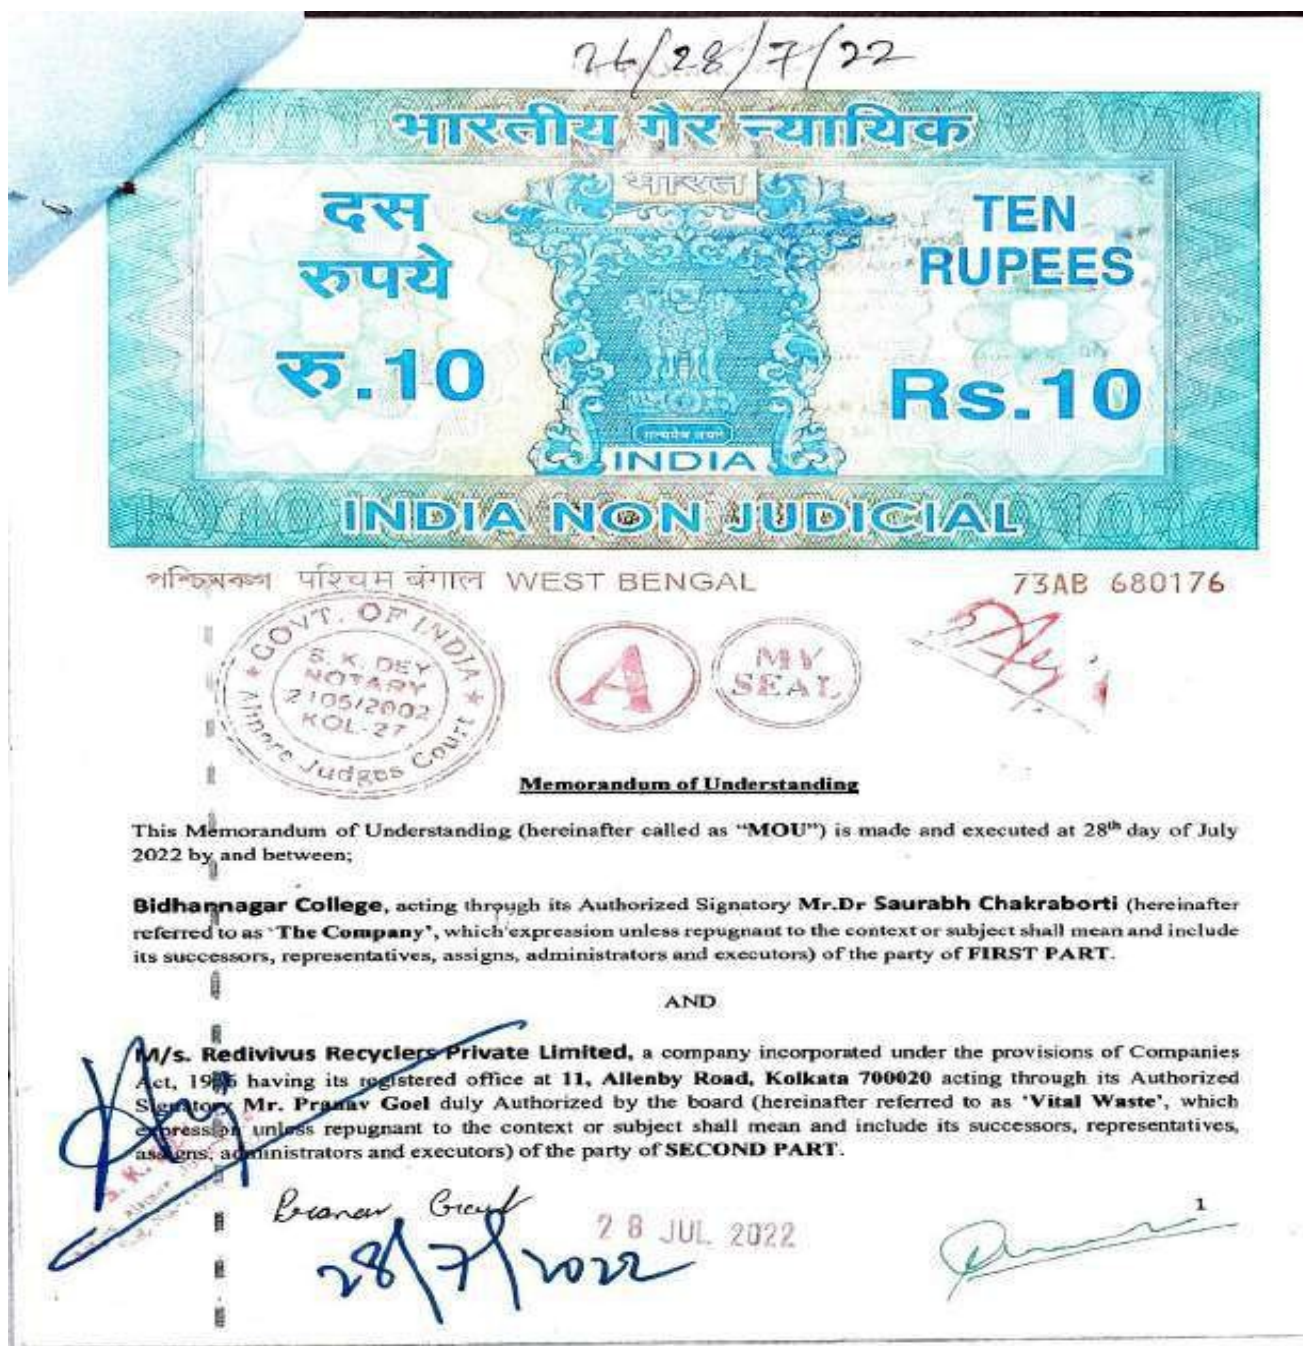 26/28/7/22
भारतीय गैर न्यायिक
भारत
दस
रुपये
रु.10
TEN
RUPEES
Rs.10
सत्यमेव जयते
INDIA
INDIA NON JUDICIAL
পশ্চিমবঙ্গ पश्चिम बंगाल WEST BENGAL
73AB 680176
★ GOVT. OF INDIA ★
S. K. DEY
NOTARY
2105/2002
KOL-27
Alipore Judges Court
A
MY
SEAL
Memorandum of Understanding
This Memorandum of Understanding (hereinafter called as “MOU”) is made and executed at 28th day of July
2022 by and between;
Bidhannagar College, acting through its Authorized Signatory Mr.Dr Saurabh Chakraborti (hereinafter
referred to as ‘The Company’, which expression unless repugnant to the context or subject shall mean and include
its successors, representatives, assigns, administrators and executors) of the party of FIRST PART.
AND
M/s. Redivivus Recyclers Private Limited, a company incorporated under the provisions of Companies
Act, having its registered office at 11, Allenby Road, Kolkata 700020 acting through its Authorized
Signatory Mr. Pranav Goel duly Authorized by the board (hereinafter referred to as ‘Vital Waste’, which
expression unless repugnant to the context or subject shall mean and include its successors, representatives,
assigns, administrators and executors) of the party of SECOND PART.
Pranav Goel
28 JUL 2022
28/7/2022
1